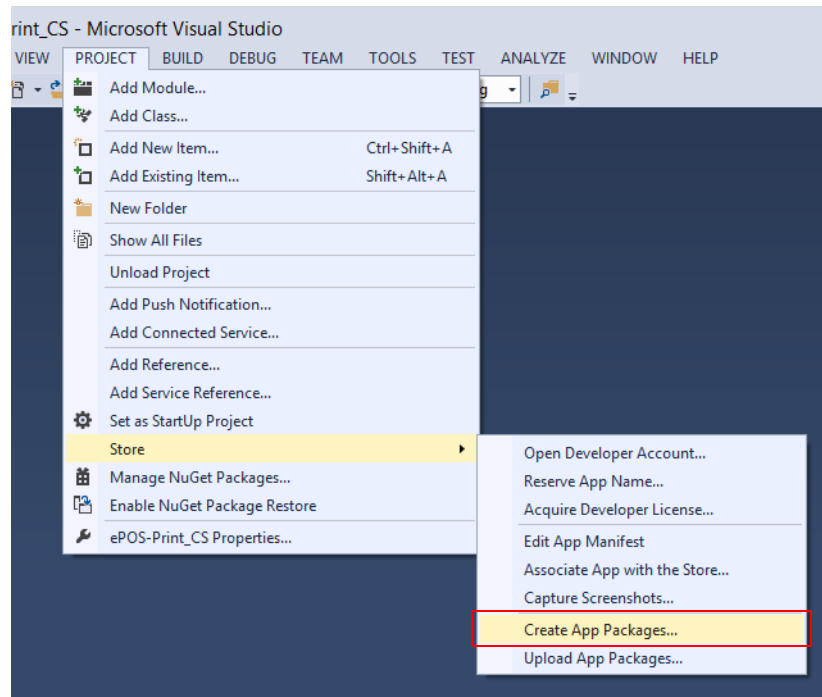 rint_CS - Microsoft Visual Studio
VIEW PROJECT BUILD DEBUG TEAM TOOLS TEST ANALYZE WINDOW HELP
g
Add Module...
Add Class...
Add New Item... Ctrl+Shift+A
Add Existing Item... Shift+Alt+A
New Folder
Show All Files
Unload Project
Add Push Notification...
Add Connected Service...
Add Reference...
Add Service Reference...
Set as StartUp Project
Store
Manage NuGet Packages...
Enable NuGet Package Restore
ePOS-Print_CS Properties...
Open Developer Account...
Reserve App Name...
Acquire Developer License...
Edit App Manifest
Associate App with the Store...
Capture Screenshots...
Create App Packages...
Upload App Packages...